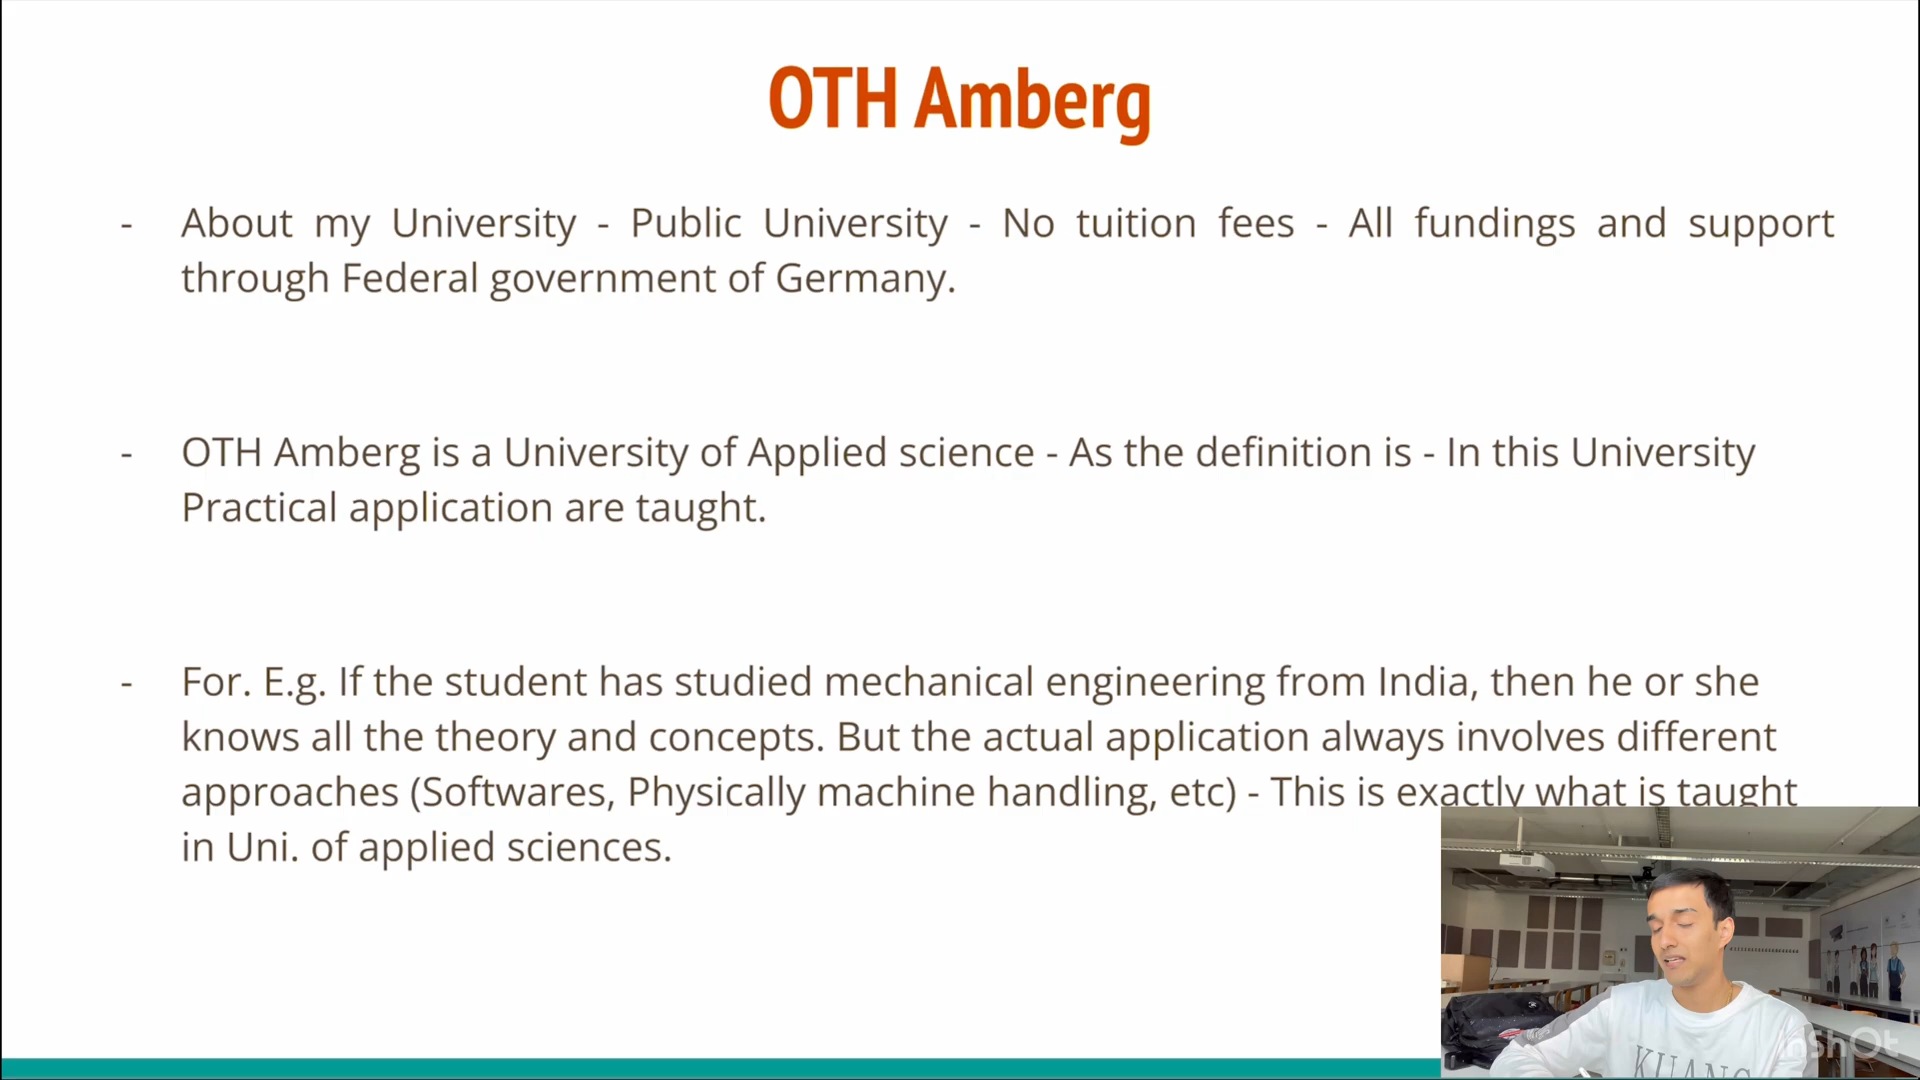 OTH Amberg
- About my University - Public University - No tuition fees - All fundings and support
through Federal government of Germany.
- OTH Amberg is a University of Applied science - As the definition is - In this University
Practical application are taught.
- For. E.g. If the student has studied mechanical engineering from India, then he or she
knows all the theory and concepts. But the actual application always involves different
approaches (Softwares, Physically machine handling, etc) - This is exactly what is taught
in Uni. of applied sciences.
KUANG